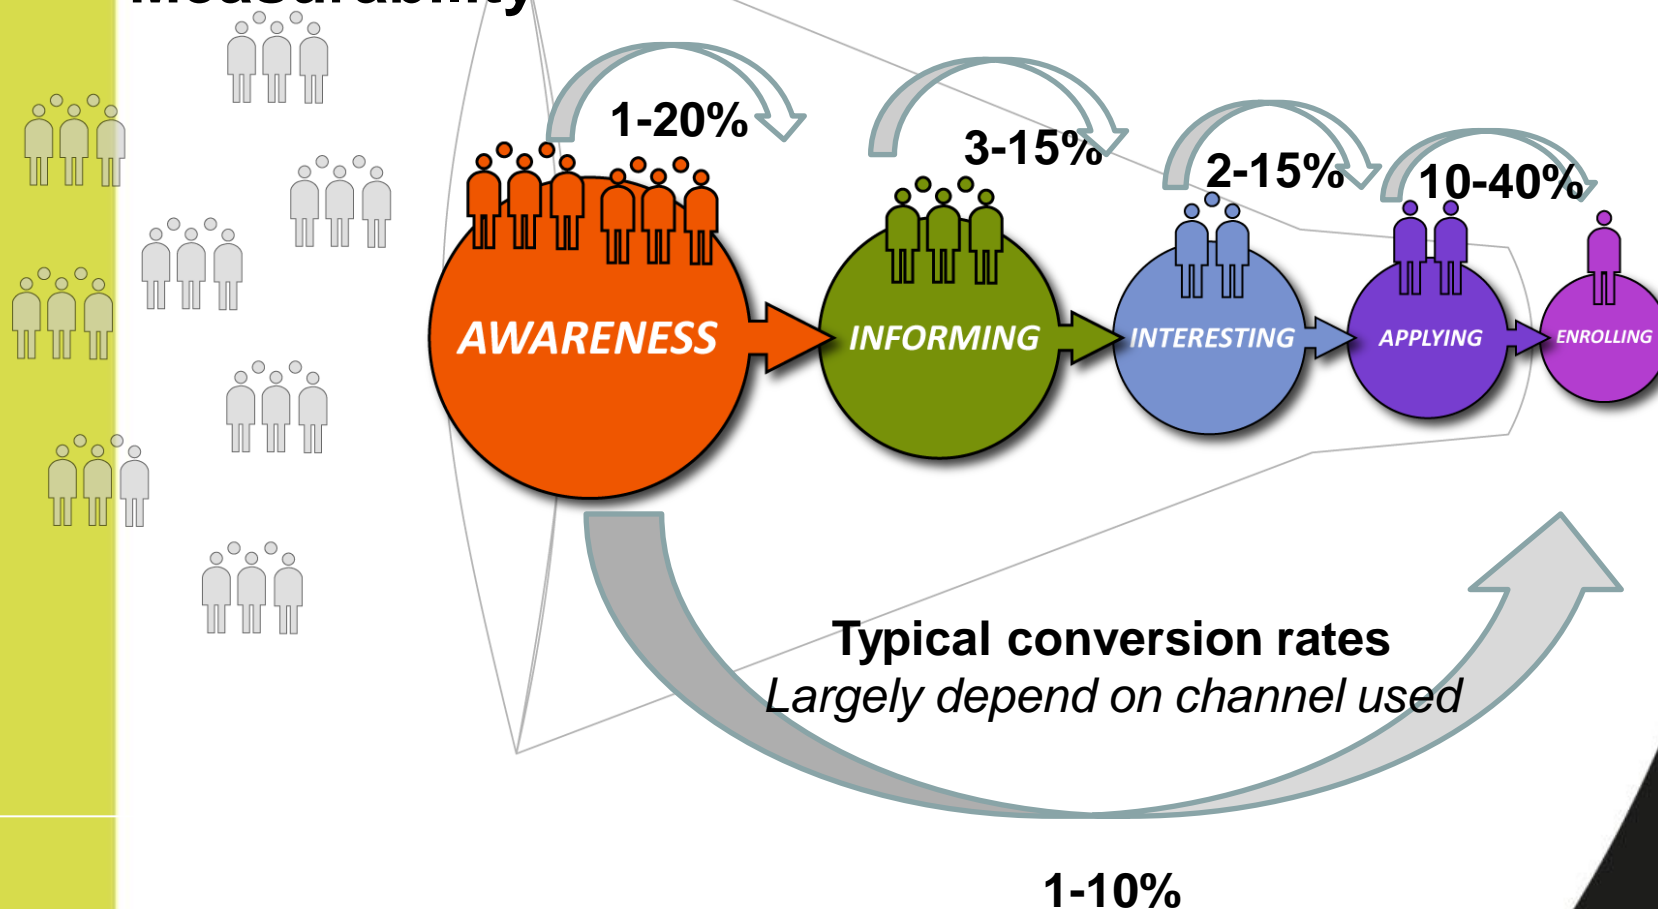 Measurability
1-20%
3-15%
2-15%
10-40%
AWARENESS
INFORMING
INTERESTING
APPLYING
ENROLLING
Typical conversion rates
Largely depend on channel used
1-10%